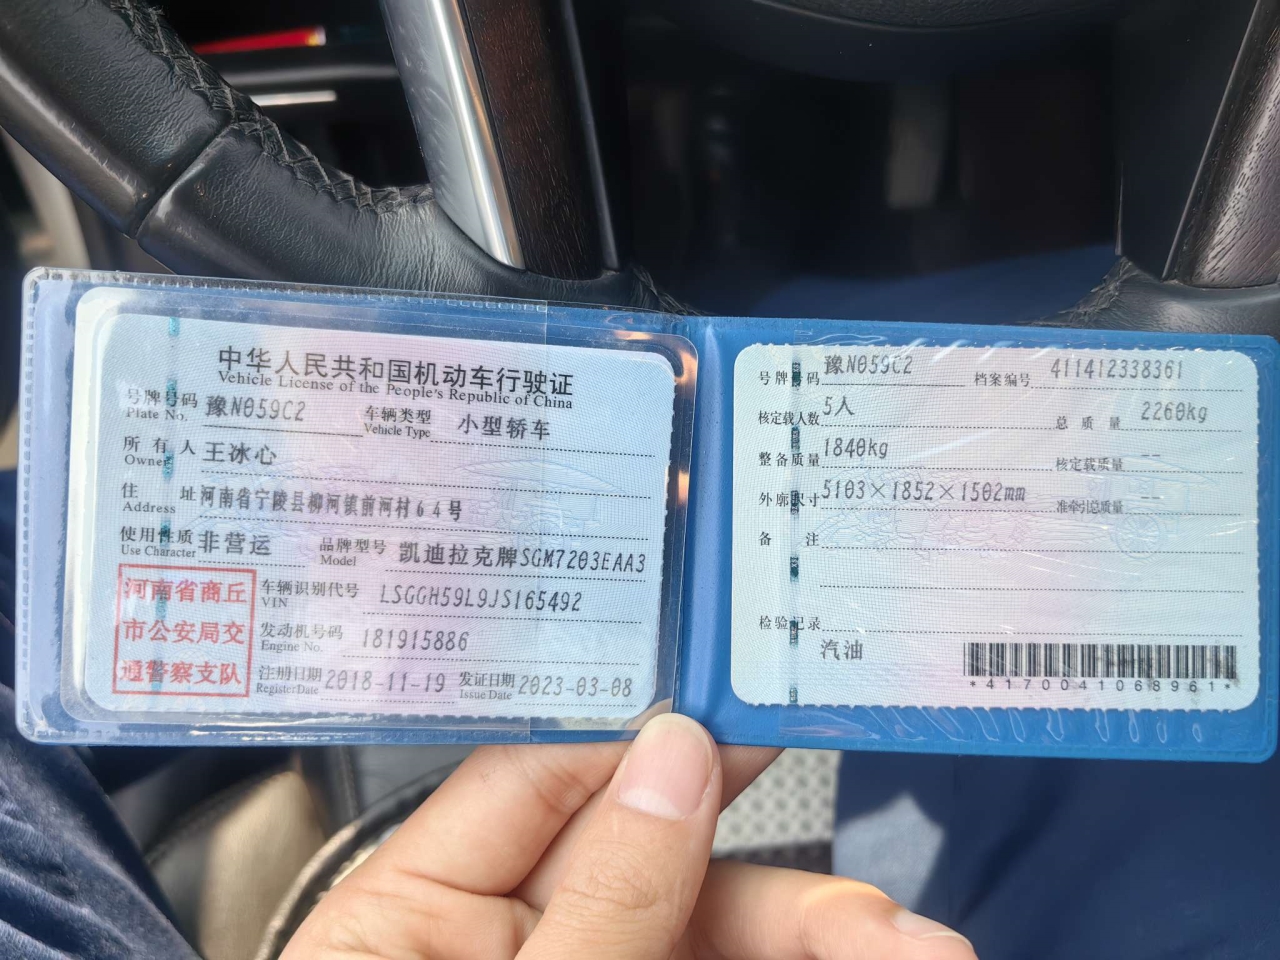 中华人民共和国机动车行驶证
Vehicle License of the People's Republic of China
号牌号码 豫N059C2 车辆类型 小型轿车
Plate No. Vehicle Type
所有人 王冰心
Owner
住址 河南省宁陵县柳河镇前河村64号
Address
使用性质 非营运 品牌型号 凯迪拉克牌SGM7203EAA3
Use Character Model
河南省商丘
市公安局交
通警察支队
车辆识别代号 LSGGH59L9JS165492
VIN
发动机号码 181915886
Engine No.
注册日期 2018-11-19 发证日期 2023-03-08
Register Date Issue Date
号牌号码 豫N059C2 档案编号 411412338361
核定载人数 5人 总质量 2260kg
整备质量 1840kg 核定载质量 --
外廓尺寸 5103×1852×1502mm 准牵引总质量 --
备注
检验记录
汽油
*4170041068961*